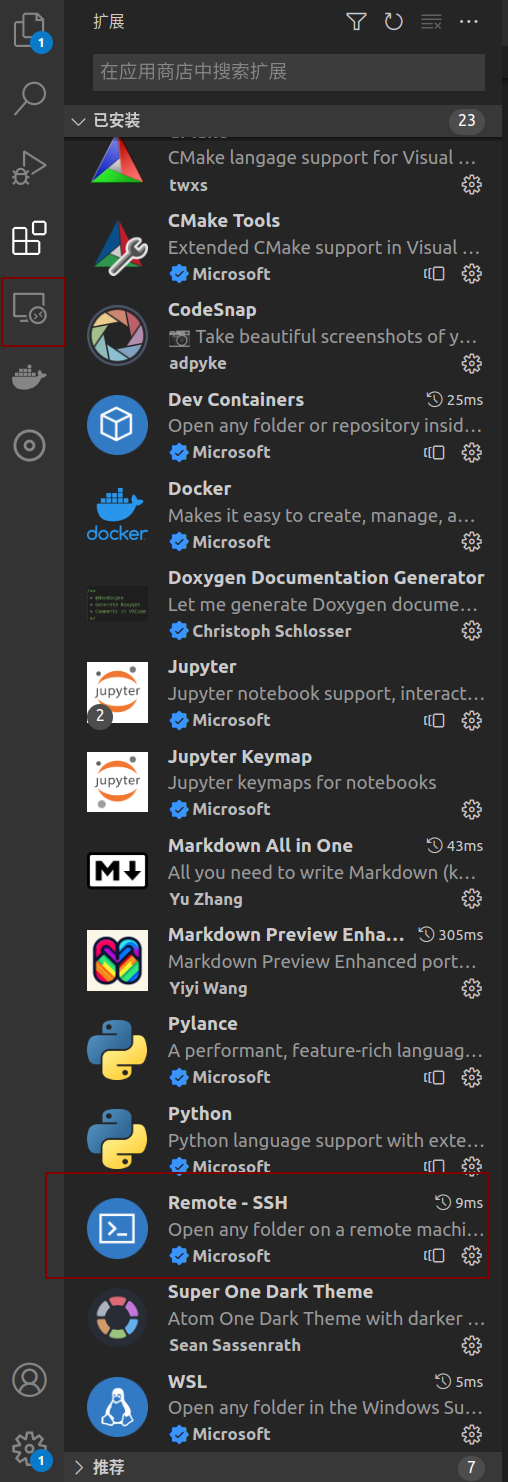 扩展
1
在应用商店中搜索扩展
已安装 23
CMake langage support for Visual ...
twxs
CMake Tools
Extended CMake support in Visual ...
Microsoft
CodeSnap
📷 Take beautiful screenshots of y...
adpyke
Dev Containers 25ms
Open any folder or repository insid...
Microsoft
Docker
Makes it easy to create, manage, a...
docker
Microsoft
Doxygen Documentation Generator
Let me generate Doxygen docume...
Christoph Schlosser
Jupyter
Jupyter notebook support, interact...
jupyter
2
Microsoft
Jupyter Keymap
Jupyter keymaps for notebooks
jupyter
Microsoft
Markdown All in One 43ms
All you need to write Markdown (k...
M
Yu Zhang
Markdown Preview Enha... 305ms
Markdown Preview Enhanced port...
Yiyi Wang
Pylance
A performant, feature-rich languag...
Microsoft
Python
Python language support with exte...
Microsoft
Remote - SSH 9ms
Open any folder on a remote machi...
Microsoft
Super One Dark Theme
Atom One Dark Theme with darker ...
Sean Sassenrath
WSL 5ms
Open any folder in the Windows Su...
Microsoft
1
推荐 7